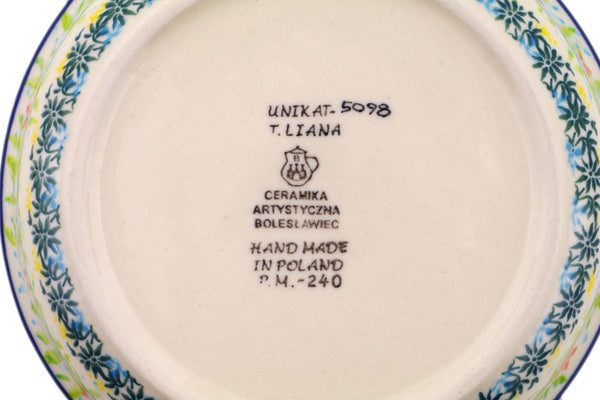 UNIKAT-5098
T. LIANA
B
CERAMIKA
ARTYSTYCZNA
BOLESŁAWIEC
HAND MADE
IN POLAND
P.M.-240